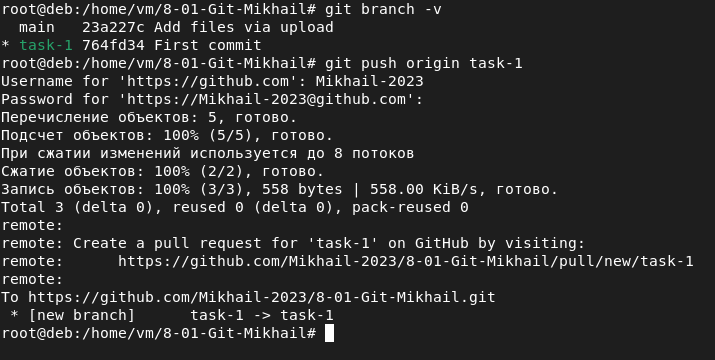 root@deb:/home/vm/8-01-Git-Mikhail# git branch -v
  main   23a227c Add files via upload
* task-1 764fd34 First commit
root@deb:/home/vm/8-01-Git-Mikhail# git push origin task-1
Username for 'https://github.com': Mikhail-2023
Password for 'https://Mikhail-2023@github.com':
Перечисление объектов: 5, готово.
Подсчет объектов: 100% (5/5), готово.
При сжатии изменений используется до 8 потоков
Сжатие объектов: 100% (2/2), готово.
Запись объектов: 100% (3/3), 558 bytes | 558.00 KiB/s, готово.
Total 3 (delta 0), reused 0 (delta 0), pack-reused 0
remote:
remote: Create a pull request for 'task-1' on GitHub by visiting:
remote:      https://github.com/Mikhail-2023/8-01-Git-Mikhail/pull/new/task-1
remote:
To https://github.com/Mikhail-2023/8-01-Git-Mikhail.git
 * [new branch]      task-1 -> task-1
root@deb:/home/vm/8-01-Git-Mikhail#